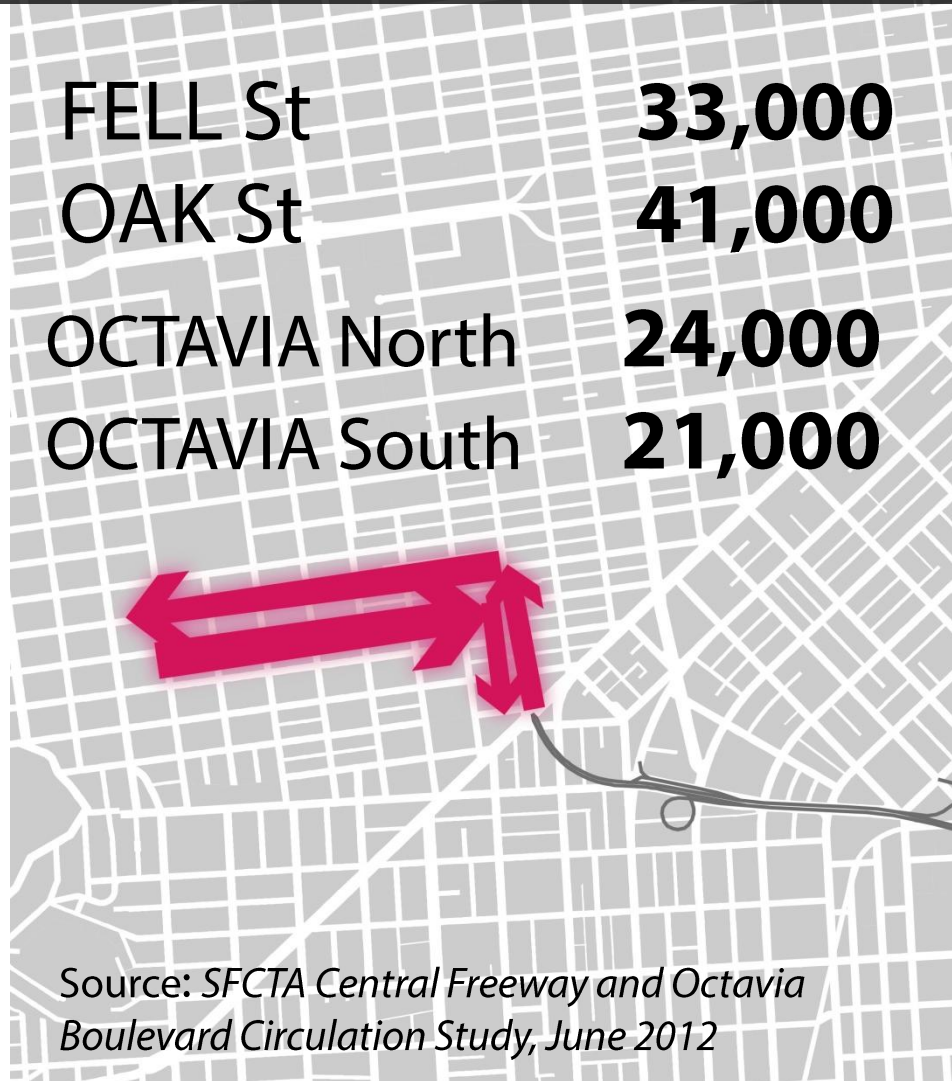 FELL St 33,000
OAK St 41,000
OCTAVIA North 24,000
OCTAVIA South 21,000
Source: SFCTA Central Freeway and Octavia
Boulevard Circulation Study, June 2012